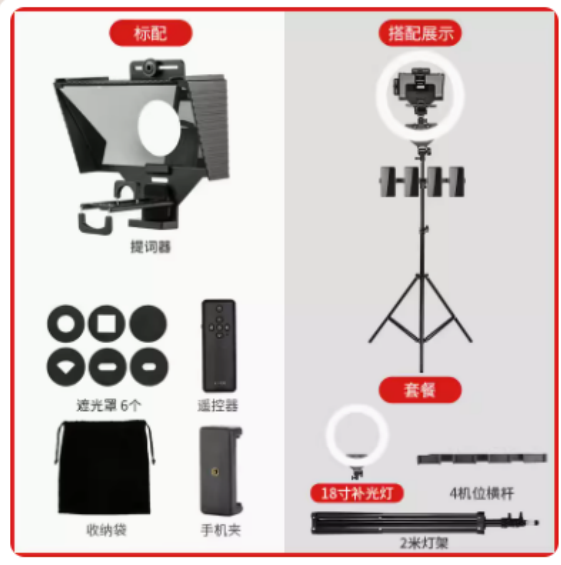 标配
搭配展示
提词器
遮光罩 6个
遥控器
套餐
18寸补光灯
4机位横杆
收纳袋
手机夹
2米灯架